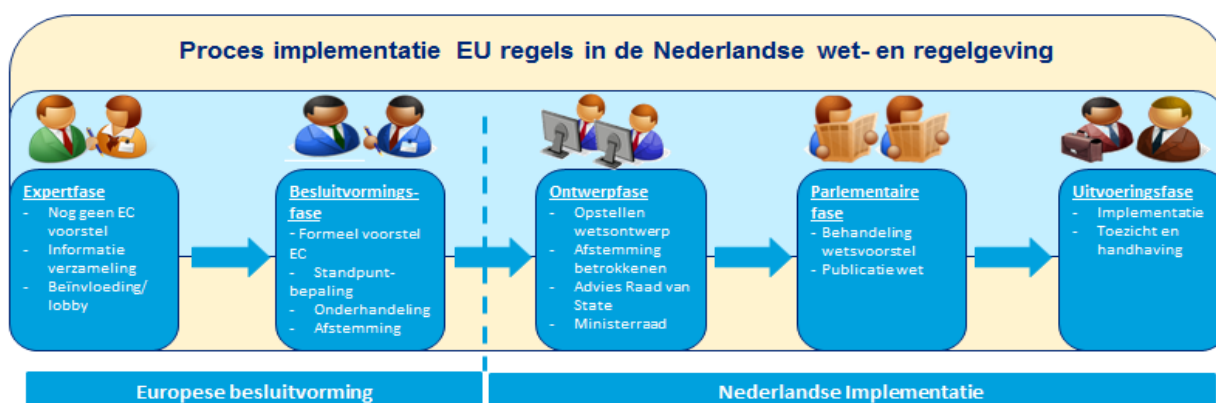 Proces implementatie EU regels in de Nederlandse wet- en regelgeving
Expertfase
- Nog geen EC
voorstel
- Informatie
verzameling
- Beïnvloeding/
lobby
Besluitvormings-
fase
- Formeel voorstel
EC
- Standpunt-
bepaling
- Onderhandeling
- Afstemming
Ontwerpfase
- Opstellen
wetsontwerp
- Afstemming
betrokkenen
- Advies Raad van
State
- Ministerraad
Parlementaire
fase
- Behandeling
wetsvoorstel
- Publicatie wet
Uitvoeringsfase
- Implementatie
- Toezicht en
handhaving
Europese besluitvorming
Nederlandse Implementatie